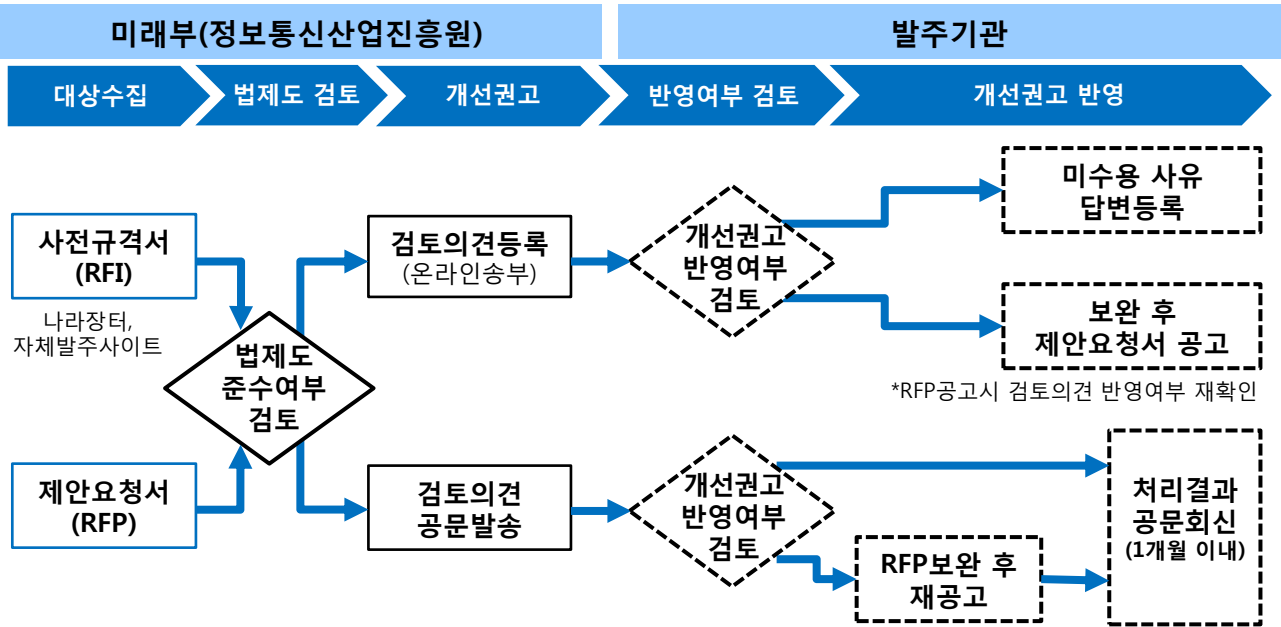 미래부(정보통신산업진흥원)
발주기관
대상수집
법제도 검토
개선권고
반영여부 검토
개선권고 반영
사전규격서
(RFI)
나라장터,
자체발주사이트
제안요청서
(RFP)
법제도
준수여부
검토
검토의견등록
(온라인송부)
검토의견
공문발송
개선권고
반영여부
검토
미수용 사유
답변등록
보완 후
제안요청서 공고
*RFP공고시 검토의견 반영여부 재확인
개선권고
반영여부
검토
RFP보완 후
재공고
처리결과
공문회신
(1개월 이내)